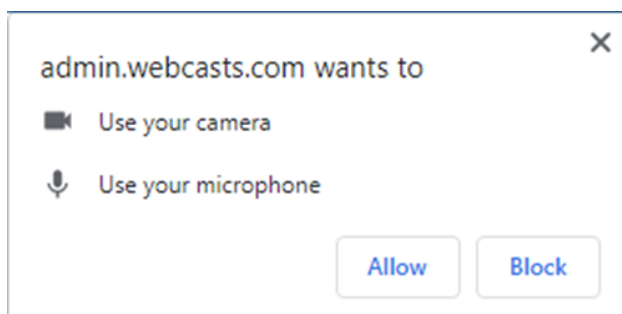 admin.webcasts.com wants to
Use your camera
Use your microphone
Allow
Block